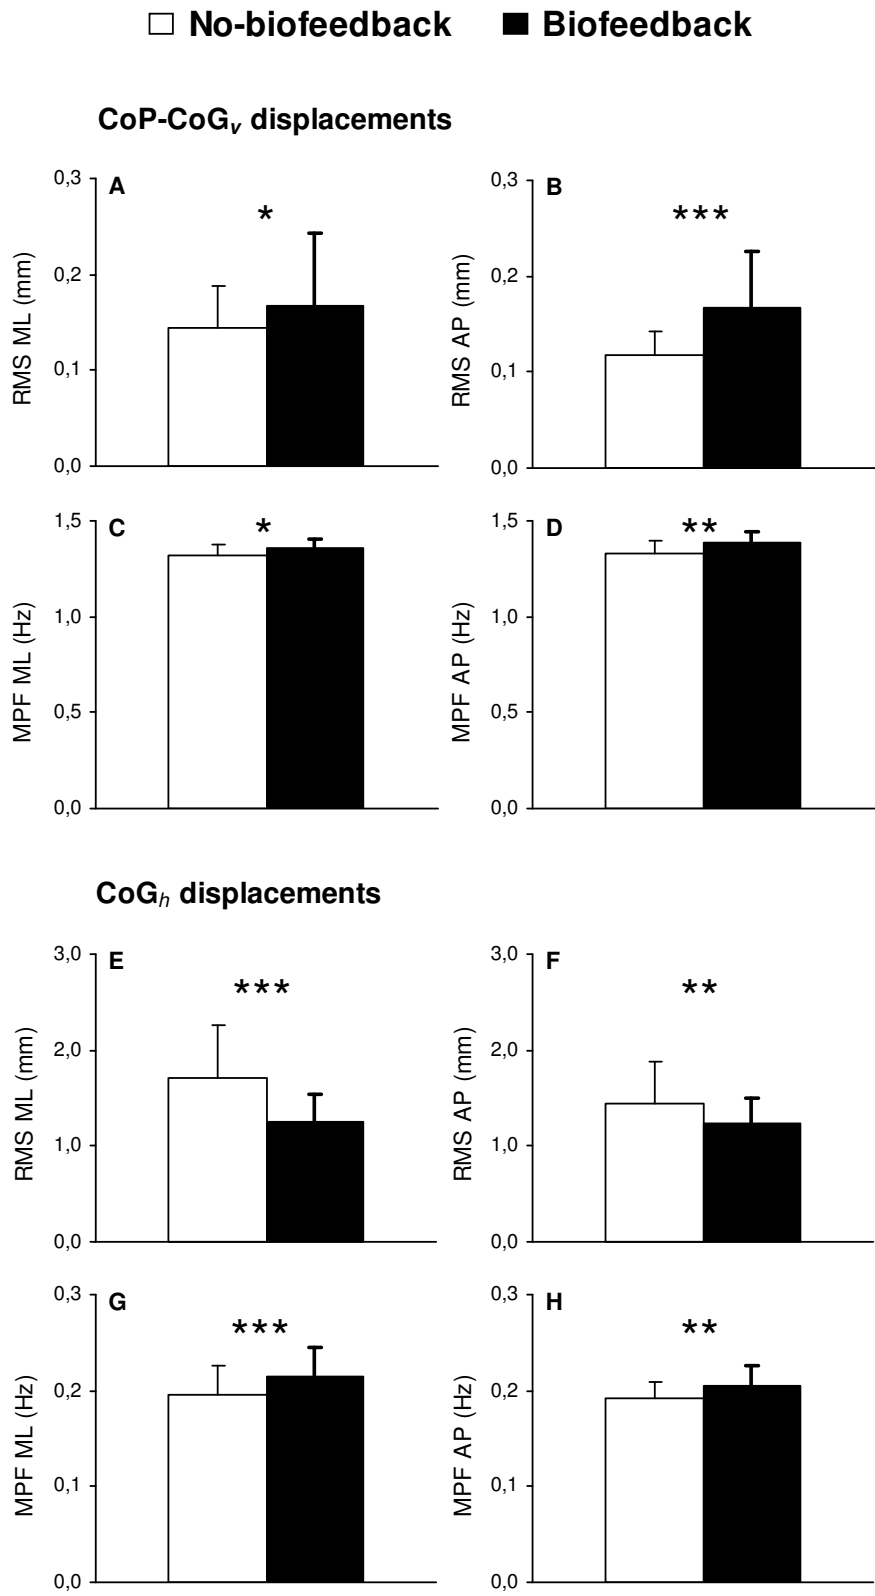 No-biofeedback Biofeedback
CoP-CoGv displacements
A
*
RMS ML (mm)
0,3
0,2
0,1
0,0
B
***
RMS AP (mm)
0,3
0,2
0,1
0,0
C
*
MPF ML (Hz)
1,5
1,0
0,5
0,0
D
**
MPF AP (Hz)
1,5
1,0
0,5
0,0
CoGh displacements
E
***
RMS ML (mm)
3,0
2,0
1,0
0,0
F
**
RMS AP (mm)
3,0
2,0
1,0
0,0
G
***
MPF ML (Hz)
0,3
0,2
0,1
0,0
H
**
MPF AP (Hz)
0,3
0,2
0,1
0,0